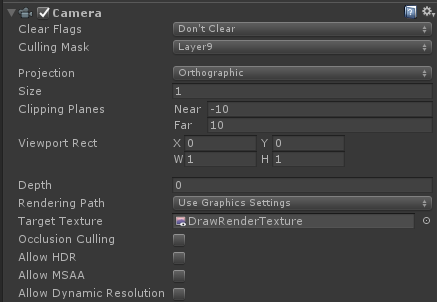 Camera
Clear Flags Don't Clear
Culling Mask Layer9
Projection Orthographic
Size 1
Clipping Planes Near -10
Far 10
Viewport Rect X 0 Y 0
W 1 H 1
Depth 0
Rendering Path Use Graphics Settings
Target Texture DrawRenderTexture
Occlusion Culling
Allow HDR
Allow MSAA
Allow Dynamic Resolution